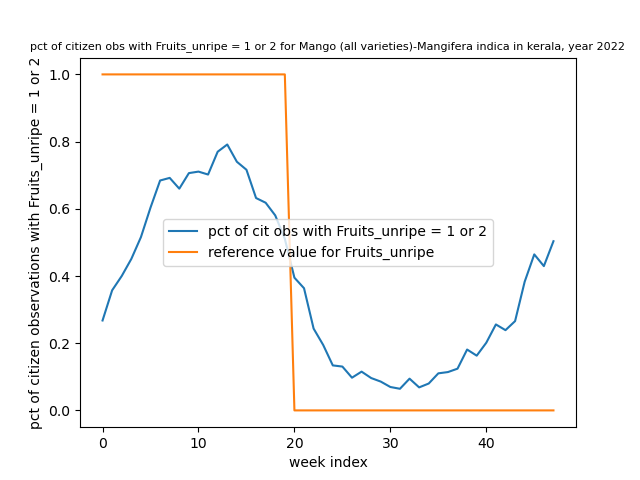 pct of citizen obs with Fruits_unripe = 1 or 2 for Mango (all varieties)-Mangifera indica in kerala, year 2022
pct of citizen observations with Fruits_unripe = 1 or 2
1.0
0.8
0.6
0.4
0.2
0.0
pct of cit obs with Fruits_unripe = 1 or 2
reference value for Fruits_unripe
0
10
20
30
40
week index